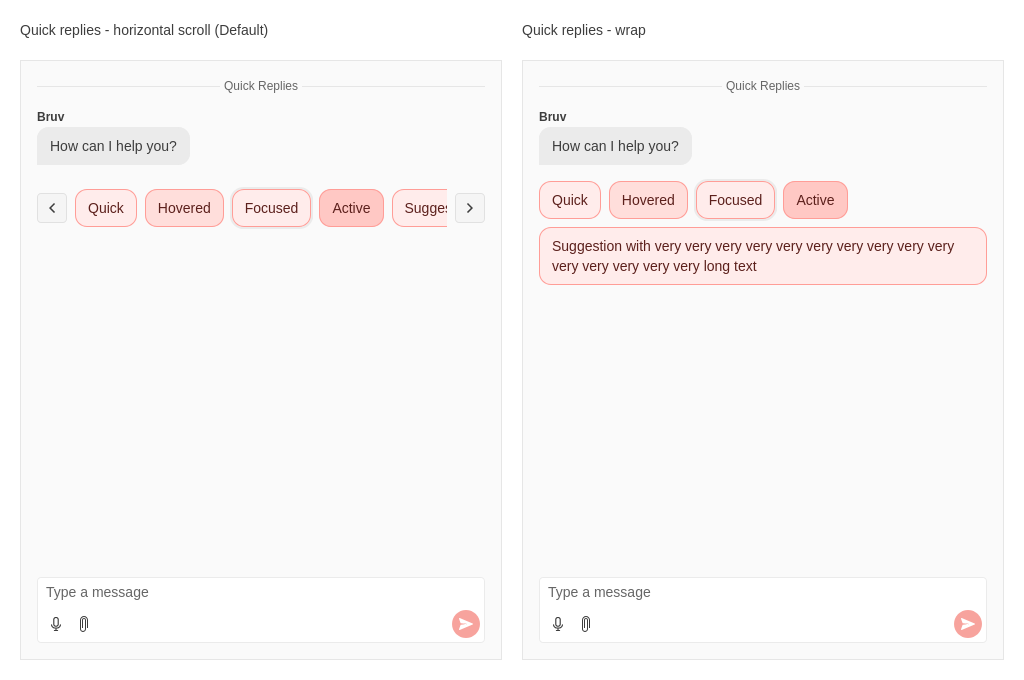 Quick replies - horizontal scroll (Default)
Quick Replies
Bruv
How can I help you?
Quick
Hovered
Focused
Active
Sugges
Type a message
Quick replies - wrap
Quick Replies
Bruv
How can I help you?
Quick
Hovered
Focused
Active
Suggestion with very very very very very very very very very very
very very very very very long text
Type a message